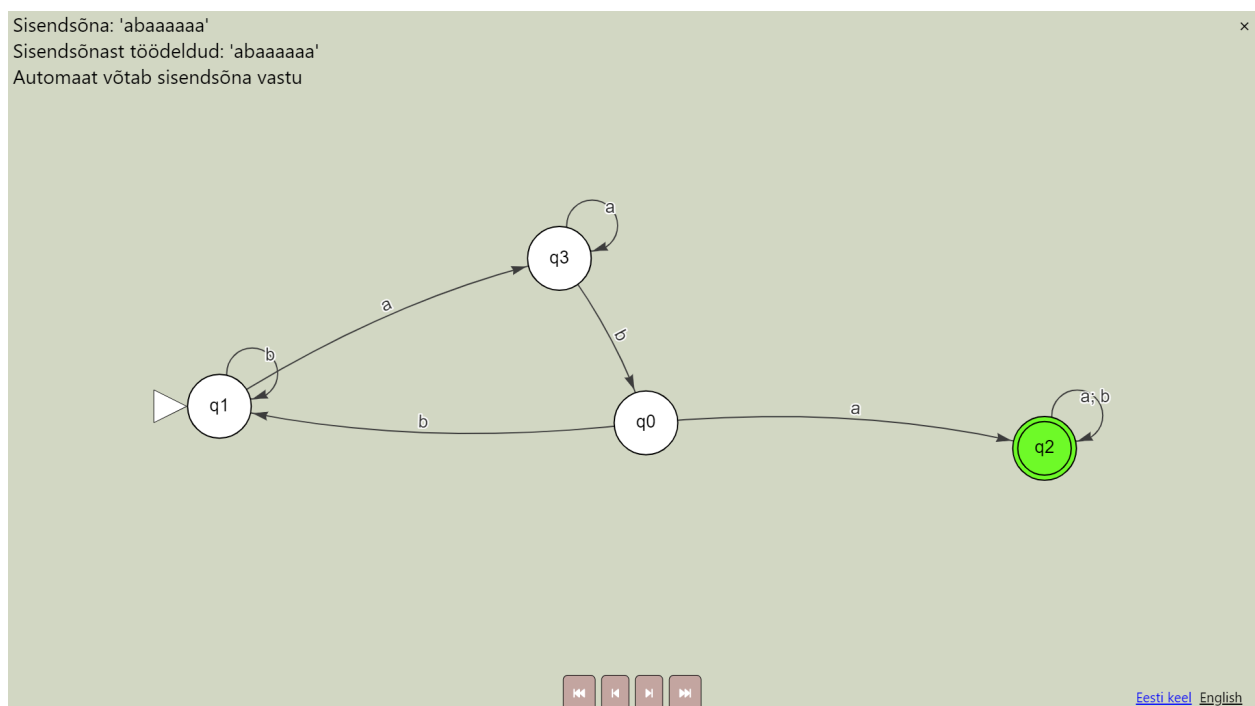 Sisendsõna: 'abaaaaaa'
×
Sisendsõnast töödeldud: 'abaaaaaa'
Automaat võtab sisendsõna vastu
a
q3
a
b
b
q1
b
q0
a
a; b
q2
Eesti keel English